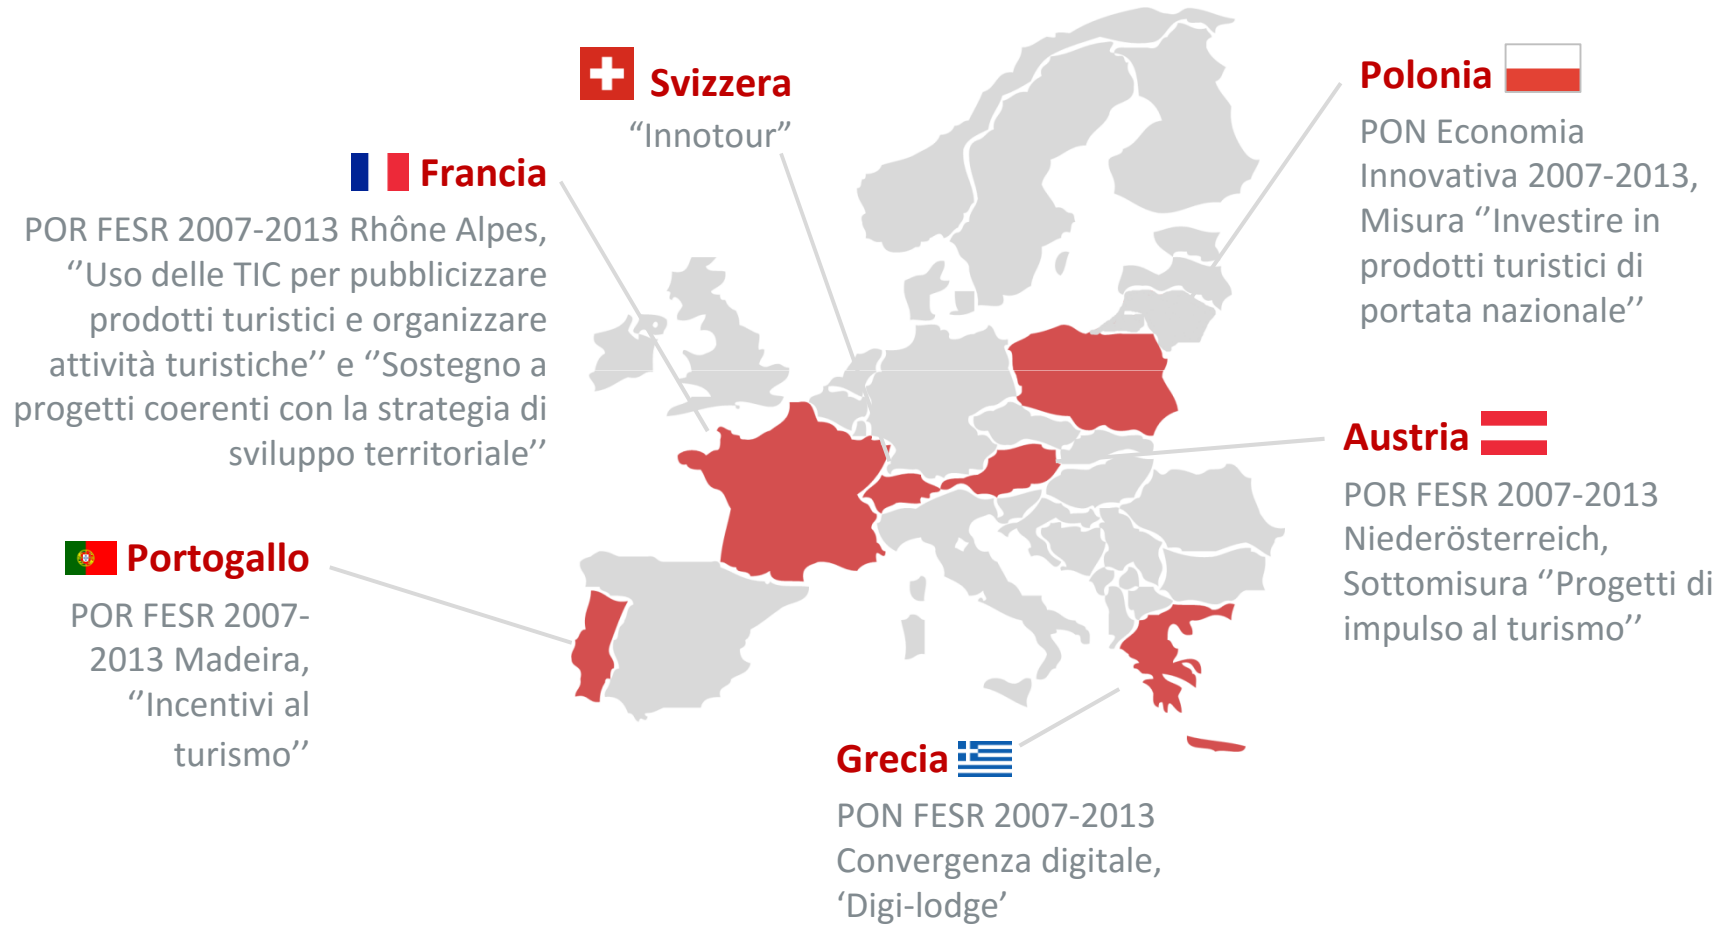 Svizzera
“Innotour”
Francia
POR FESR 2007-2013 Rhône Alpes,
‘’Uso delle TIC per pubblicizzare
prodotti turistici e organizzare
attività turistiche’’ e ‘’Sostegno a
progetti coerenti con la strategia di
sviluppo territoriale’’
Portogallo
POR FESR 2007-
2013 Madeira,
‘’Incentivi al
turismo’’
Polonia
PON Economia
Innovativa 2007-2013,
Misura ‘’Investire in
prodotti turistici di
portata nazionale’’
Austria
POR FESR 2007-2013
Niederösterreich,
Sottomisura ‘’Progetti di
impulso al turismo’’
Grecia
PON FESR 2007-2013
Convergenza digitale,
‘Digi-lodge’